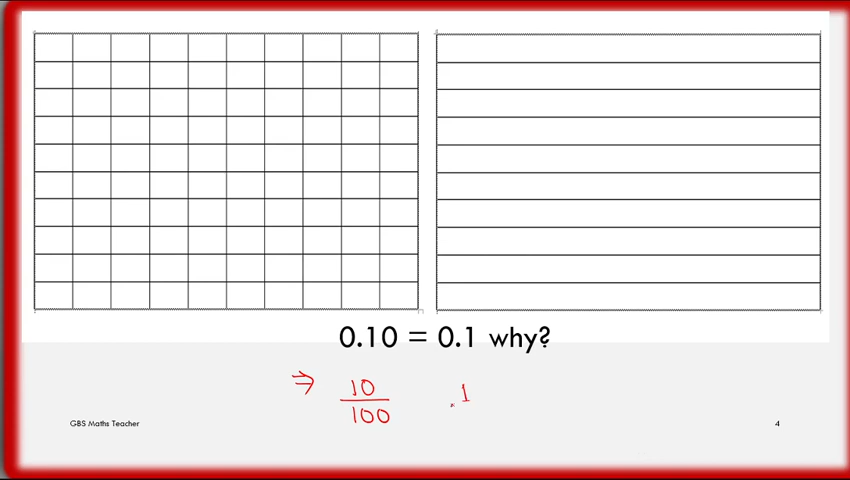 0.10 = 0.1 why?
⇒ 10/100 1
GBS Maths Teacher
4